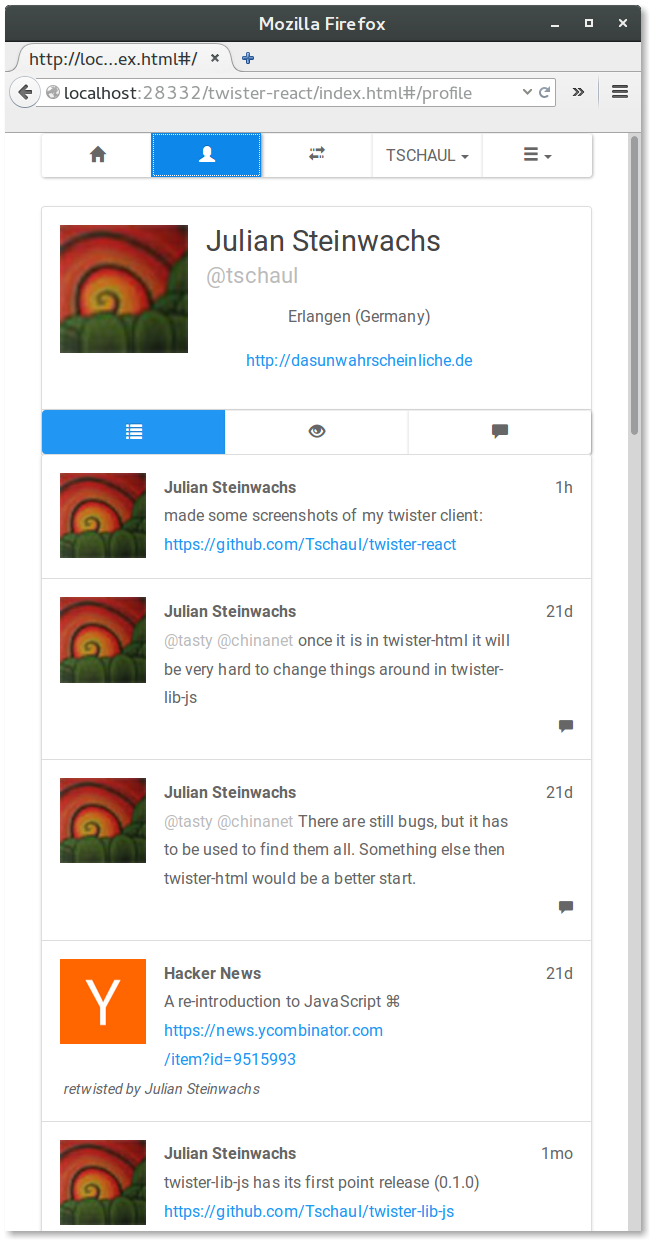 Mozilla Firefox
http://loc...ex.html#/
localhost:28332/twister-react/index.html#/profile
TSCHAUL
Julian Steinwachs
@tschaul
Erlangen (Germany)
http://dasunwahrscheinliche.de
Julian Steinwachs 1h
made some screenshots of my twister client:
https://github.com/Tschaul/twister-react
Julian Steinwachs 21d
@tasty @chinanet once it is in twister-html it will
be very hard to change things around in twister-
lib-js
Julian Steinwachs 21d
@tasty @chinanet There are still bugs, but it has
to be used to find them all. Something else then
twister-html would be a better start.
Y
Hacker News 21d
A re-introduction to JavaScript ⌘
https://news.ycombinator.com
/item?id=9515993
retwisted by Julian Steinwachs
Julian Steinwachs 1mo
twister-lib-js has its first point release (0.1.0)
https://github.com/Tschaul/twister-lib-js